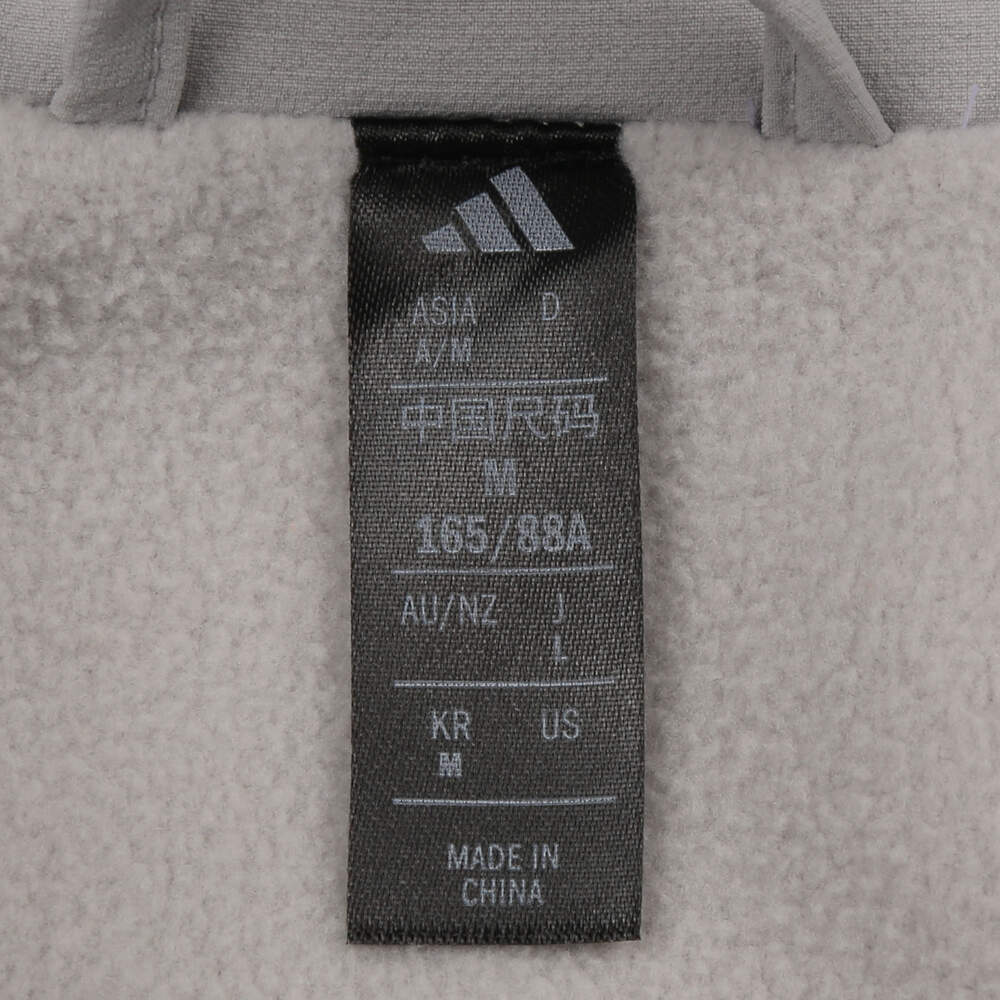 ASIA D
A/M
中国尺码
M
165/88A
AU/NZ J
L
KR US
M
MADE IN
CHINA